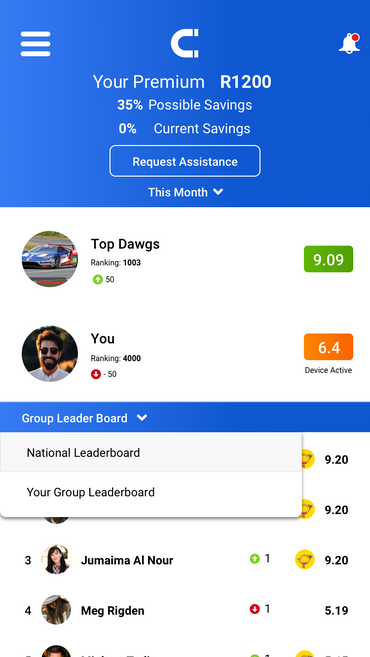 Your Premium R1200
35% Possible Savings
0% Current Savings
Request Assistance
This Month
Top Dawgs
Ranking: 1003
50
9.09
You
Ranking: 4000
- 50
6.4
Device Active
Group Leader Board
National Leaderboard
9.20
Your Group Leaderboard
9.20
3 Jumaima Al Nour 1 9.20
4 Meg Rigden 1 5.19